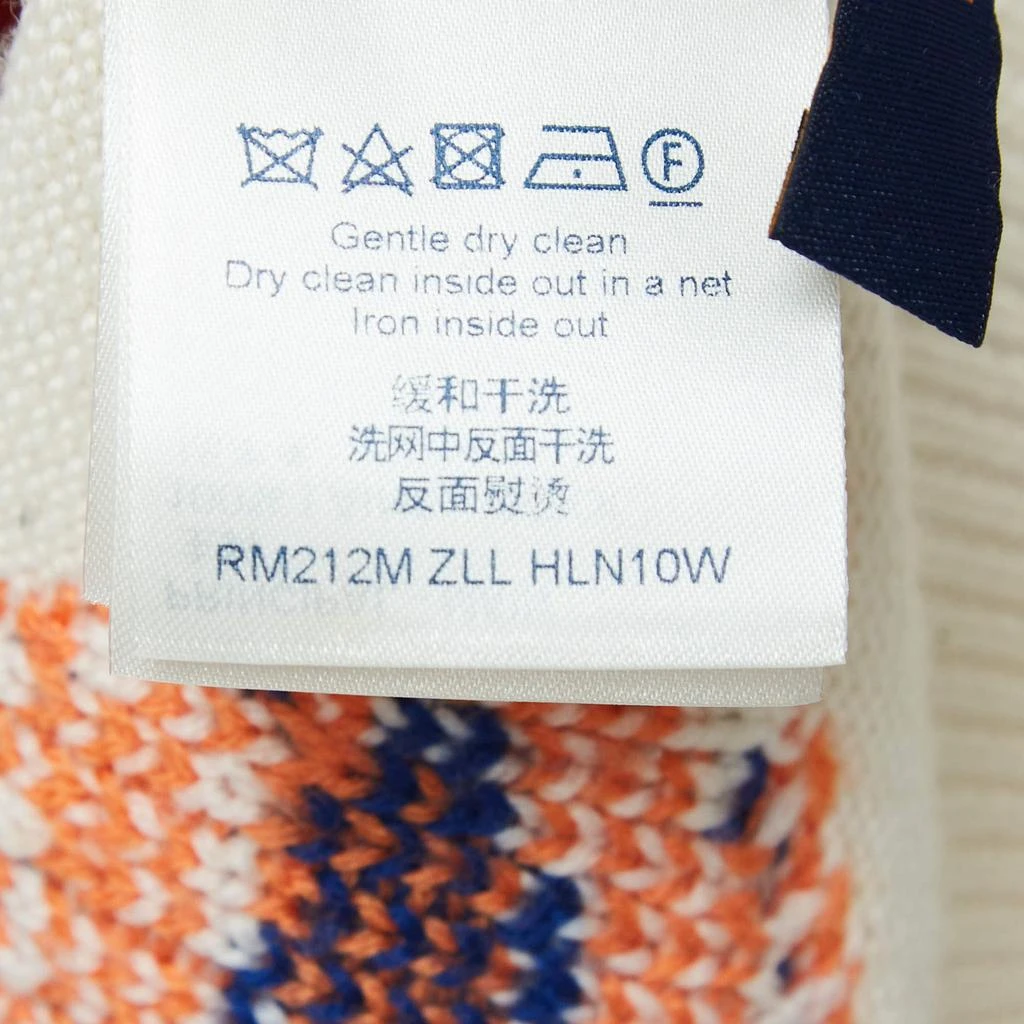 F
Gentle dry clean
Dry clean inside out in a net
Iron inside out
缓和干洗
洗网中反面干洗
反面熨烫
RM212M ZLL HLN10W